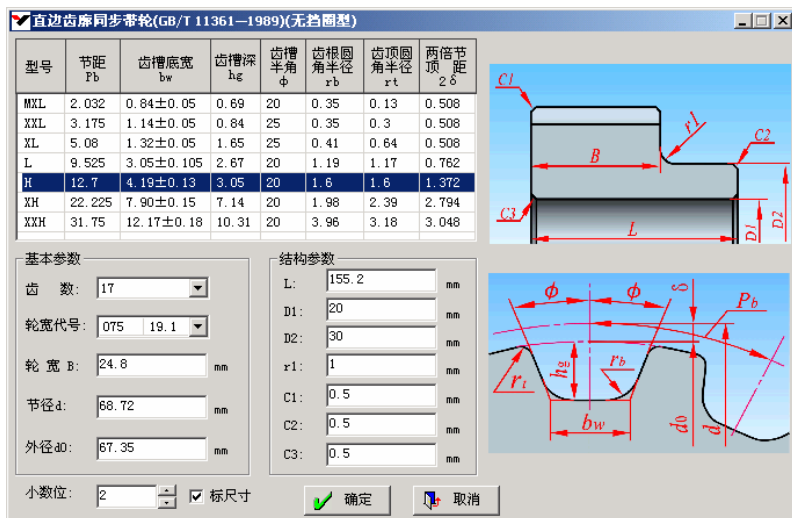 直边齿廓同步带轮(GB/T 11361—1989)(无挡圈型)
型号 节距 Pb 齿槽底宽 bw 齿槽深 hg 齿槽半角 φ 齿根圆角半径 rb 齿顶圆角半径 rt 两倍节顶 距 2δ
MXL 2.032 0.84±0.05 0.69 20 0.35 0.13 0.508
XXL 3.175 1.14±0.05 0.84 25 0.35 0.3 0.508
XL 5.08 1.32±0.05 1.65 25 0.41 0.64 0.508
L 9.525 3.05±0.105 2.67 20 1.19 1.17 0.762
H 12.7 4.19±0.13 3.05 20 1.6 1.6 1.372
XH 22.225 7.90±0.15 7.14 20 1.98 2.39 2.794
XXH 31.75 12.17±0.18 10.31 20 3.96 3.18 3.048
C1
r1
C2
B
C3
L
D1
D2
基本参数
齿 数: 17
轮宽代号: 075 19.1
轮 宽 B: 24.8 mm
节径d: 68.72 mm
外径d0: 67.35 mm
结构参数
L: 155.2 mm
D1: 20 mm
D2: 30 mm
r1: 1 mm
C1: 0.5 mm
C2: 0.5 mm
C3: 0.5 mm
ϕ
ϕ
δ
Pb
hg
rb
rt
bw
d0
d
小数位: 2
标尺寸
确定
取消